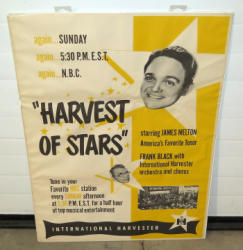 again... SUNDAY
again... 5:30 P.M. E.S.T.
again... N.B.C.
"HARVEST
OF STARS"
starring JAMES MELTON
America's Favorite Tenor
FRANK BLACK with
International Harvester
orchestra and chorus
Tune in your
Favorite NBC station
every Sunday afternoon
at 5:30 P.M. E.S.T. for a half hour
of top musical entertainment
INTERNATIONAL HARVESTER